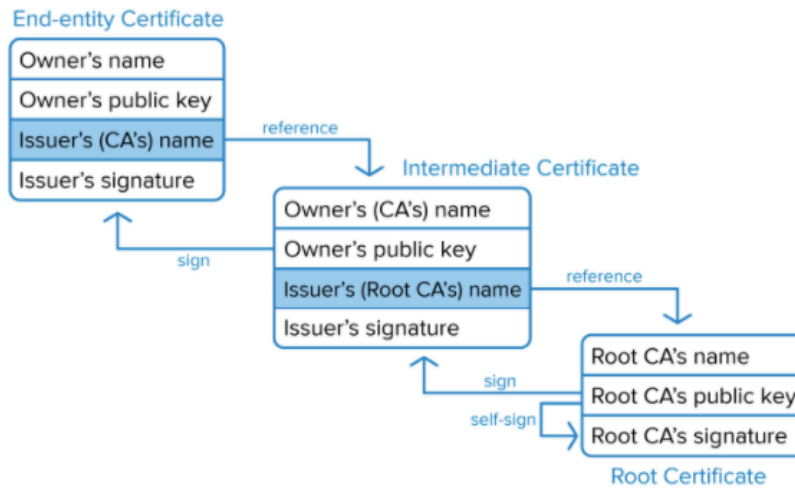 End-entity Certificate
Owner's name
Owner's public key
Issuer's (CA's) name
Issuer's signature
reference
sign
Intermediate Certificate
Owner's (CA's) name
Owner's public key
Issuer's (Root CA's) name
Issuer's signature
reference
sign
self-sign
Root CA's name
Root CA's public key
Root CA's signature
Root Certificate